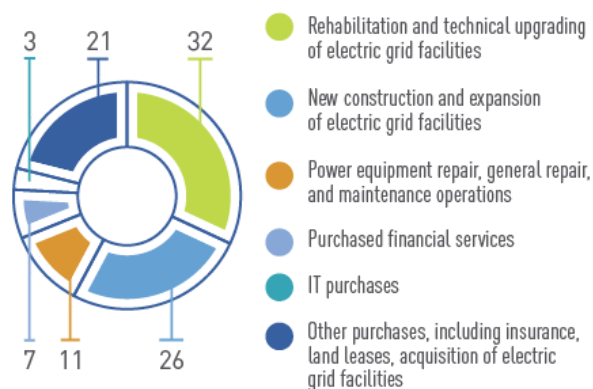 3
21
32
7
11
26
Rehabilitation and technical upgrading
of electric grid facilities
New construction and expansion
of electric grid facilities
Power equipment repair, general repair,
and maintenance operations
Purchased financial services
IT purchases
Other purchases, including insurance,
land leases, acquisition of electric
grid facilities